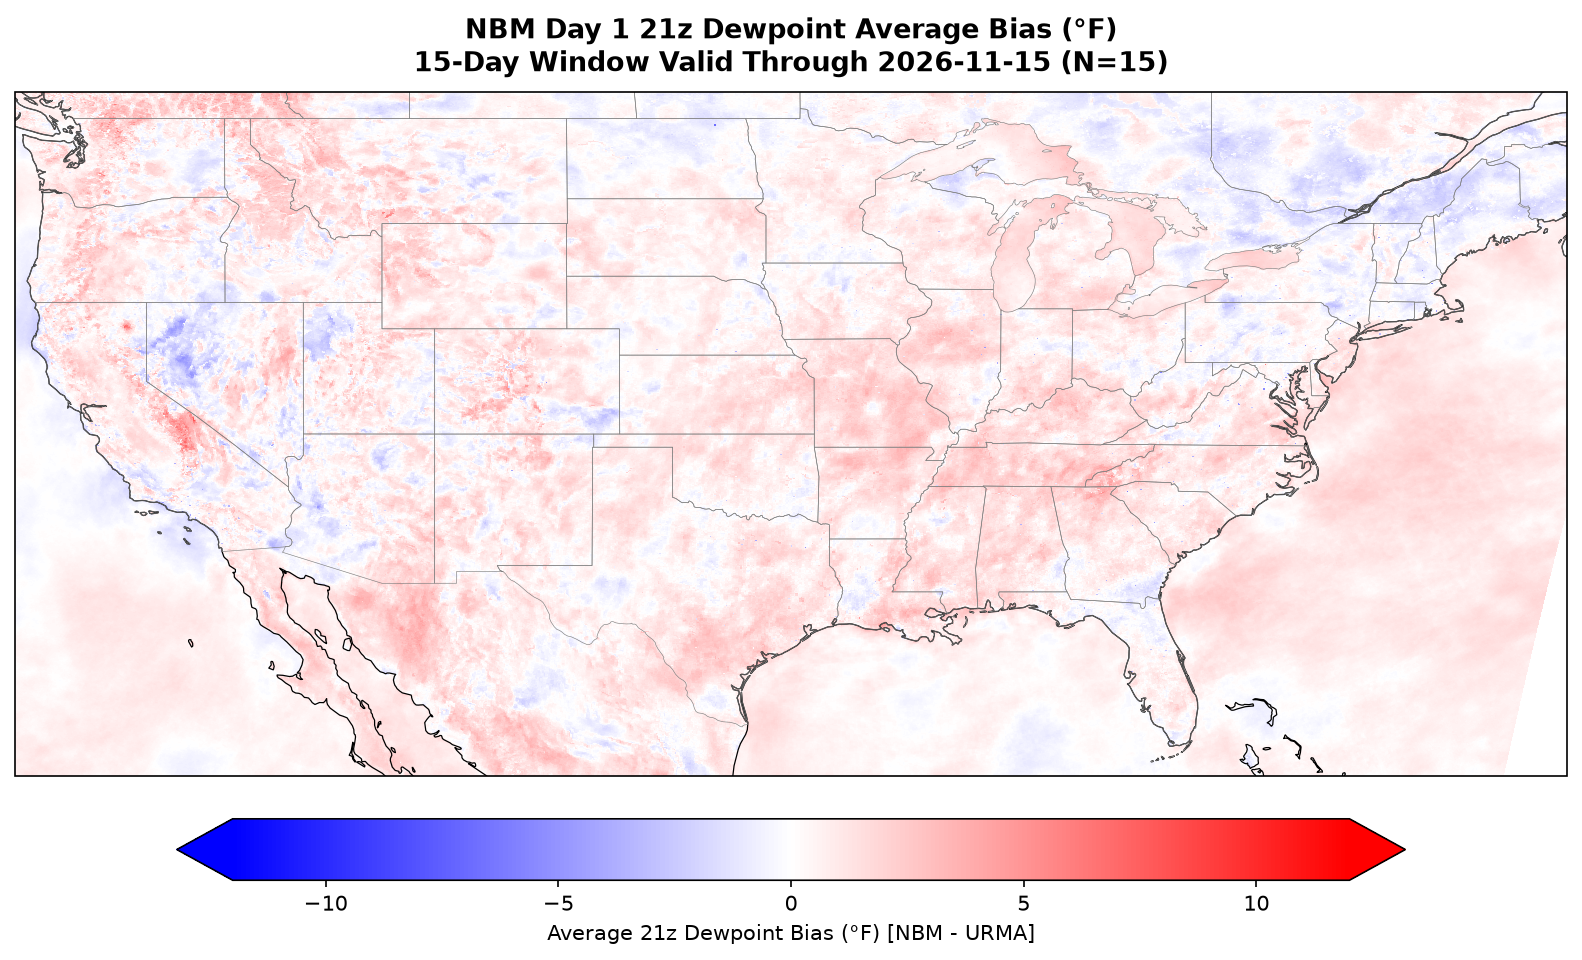 NBM Day 1 21z Dewpoint Average Bias (°F)
15-Day Window Valid Through 2026-11-15 (N=15)
−10 −5 0 5 10
Average 21z Dewpoint Bias (°F) [NBM - URMA]